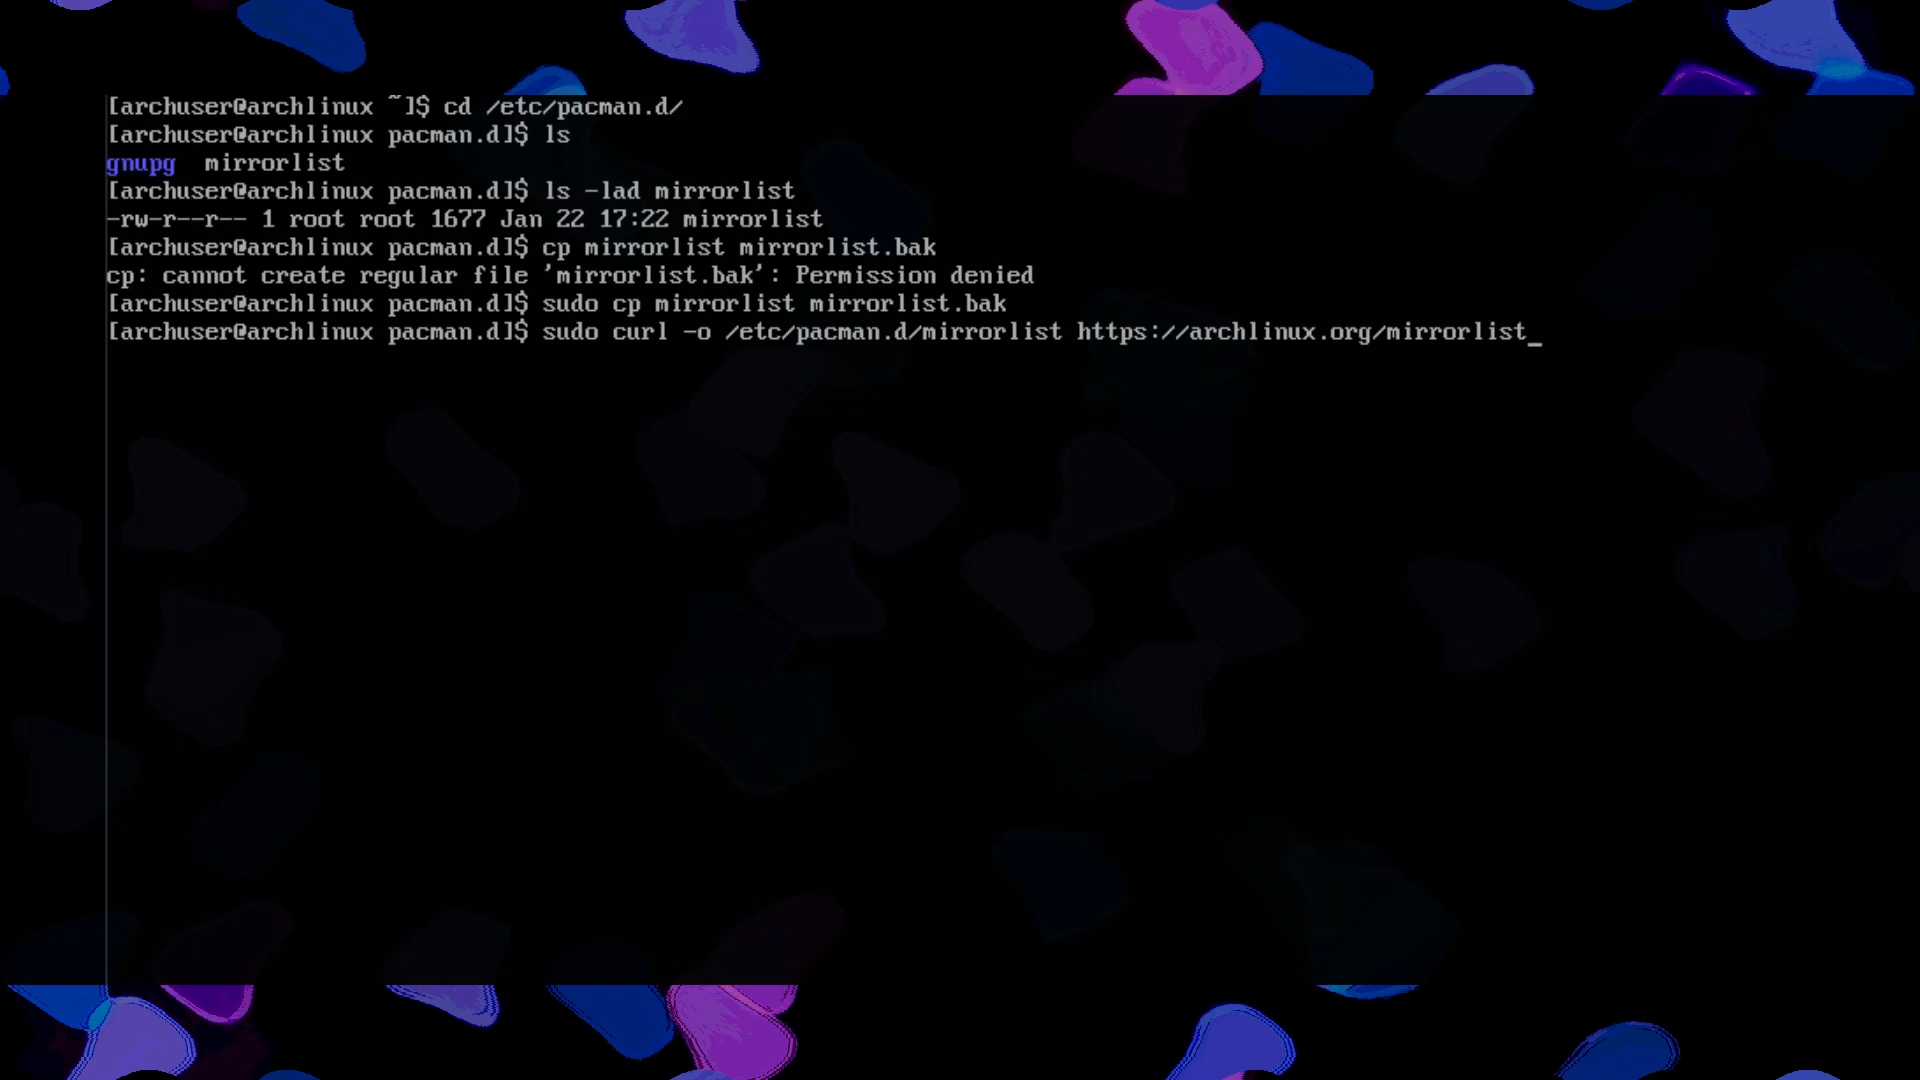 [archuser@archlinux ~]$ cd /etc/pacman.d/
[archuser@archlinux pacman.d]$ ls
gnupg  mirrorlist
[archuser@archlinux pacman.d]$ ls -lad mirrorlist
-rw-r--r-- 1 root root 1677 Jan 22 17:22 mirrorlist
[archuser@archlinux pacman.d]$ cp mirrorlist mirrorlist.bak
cp: cannot create regular file 'mirrorlist.bak': Permission denied
[archuser@archlinux pacman.d]$ sudo cp mirrorlist mirrorlist.bak
[archuser@archlinux pacman.d]$ sudo curl -o /etc/pacman.d/mirrorlist https://archlinux.org/mirrorlist_